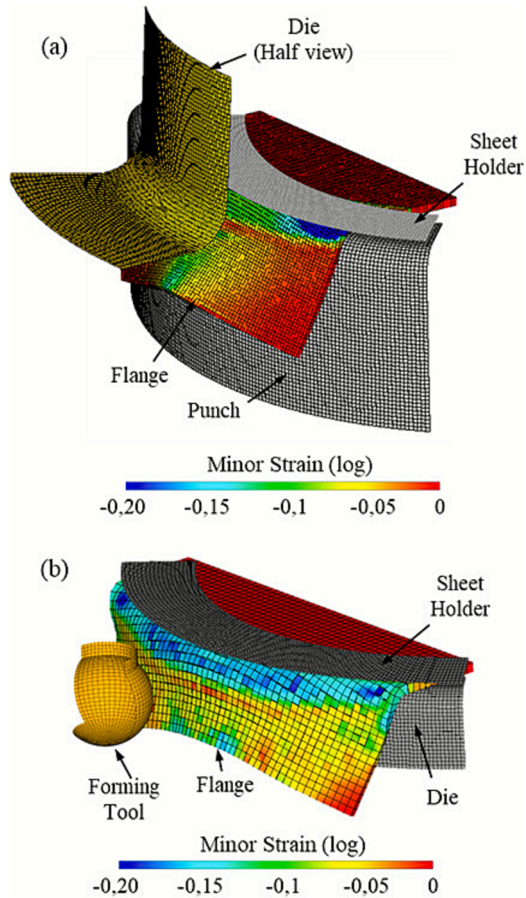 (a)
Die
(Half view)
Sheet
Holder
Flange
Punch
Minor Strain (log)
-0,20 -0,15 -0,1 -0,05 0
(b)
Sheet
Holder
Forming
Tool
Flange
Die
Minor Strain (log)
-0,20 -0,15 -0,1 -0,05 0